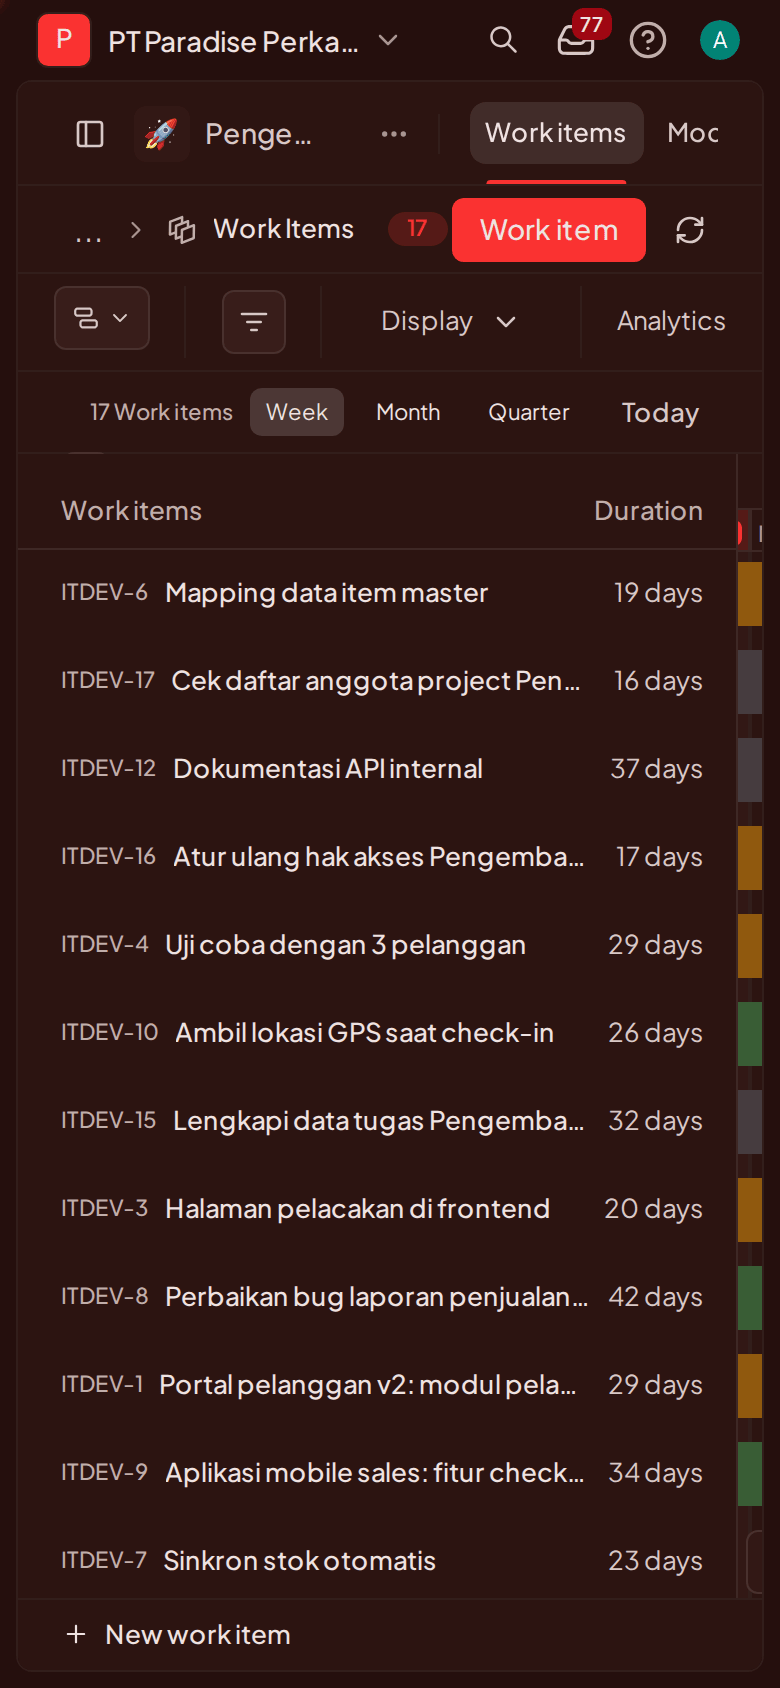 P PT Paradise Perka... 77 A
Penge... Work items Moc
... Work Items 17 Work item
Display Analytics
17 Work items Week Month Quarter Today
Work items Duration
ITDEV-6 Mapping data item master 19 days
ITDEV-17 Cek daftar anggota project Pen... 16 days
ITDEV-12 Dokumentasi API internal 37 days
ITDEV-16 Atur ulang hak akses Pengemba... 17 days
ITDEV-4 Uji coba dengan 3 pelanggan 29 days
ITDEV-10 Ambil lokasi GPS saat check-in 26 days
ITDEV-15 Lengkapi data tugas Pengemba... 32 days
ITDEV-3 Halaman pelacakan di frontend 20 days
ITDEV-8 Perbaikan bug laporan penjualan... 42 days
ITDEV-1 Portal pelanggan v2: modul pela... 29 days
ITDEV-9 Aplikasi mobile sales: fitur check... 34 days
ITDEV-7 Sinkron stok otomatis 23 days
+ New work item